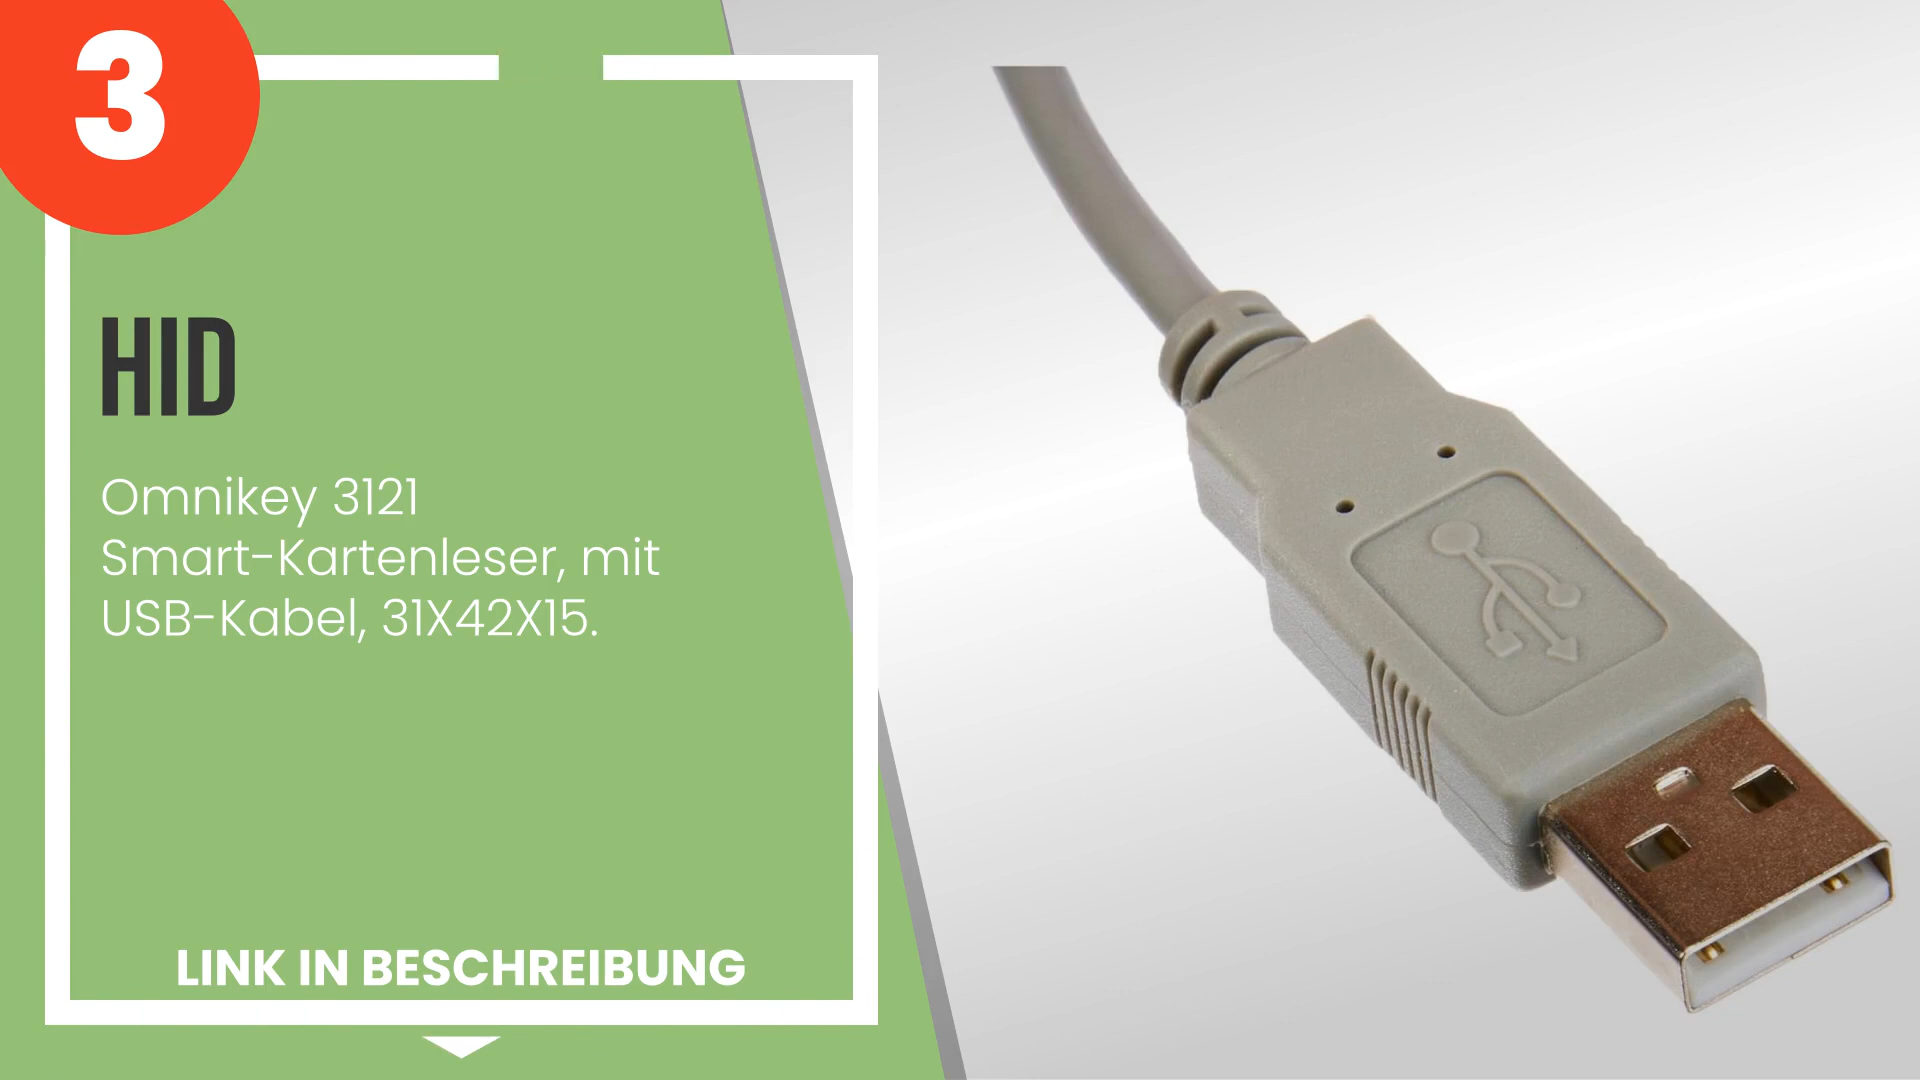 3
HID
Omnikey 3121
Smart-Kartenleser, mit
USB-Kabel, 31X42X15.
LINK IN BESCHREIBUNG